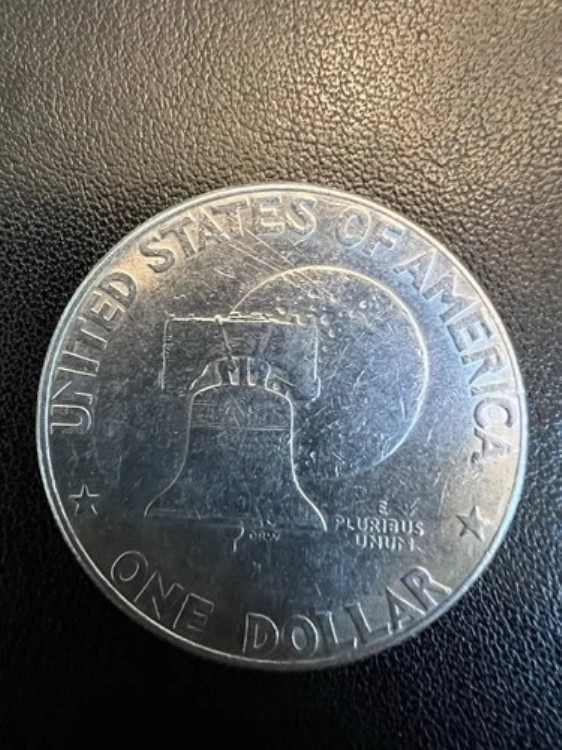 UNITED STATES OF AMERICA
E
PLURIBUS
UNUM
ONE DOLLAR